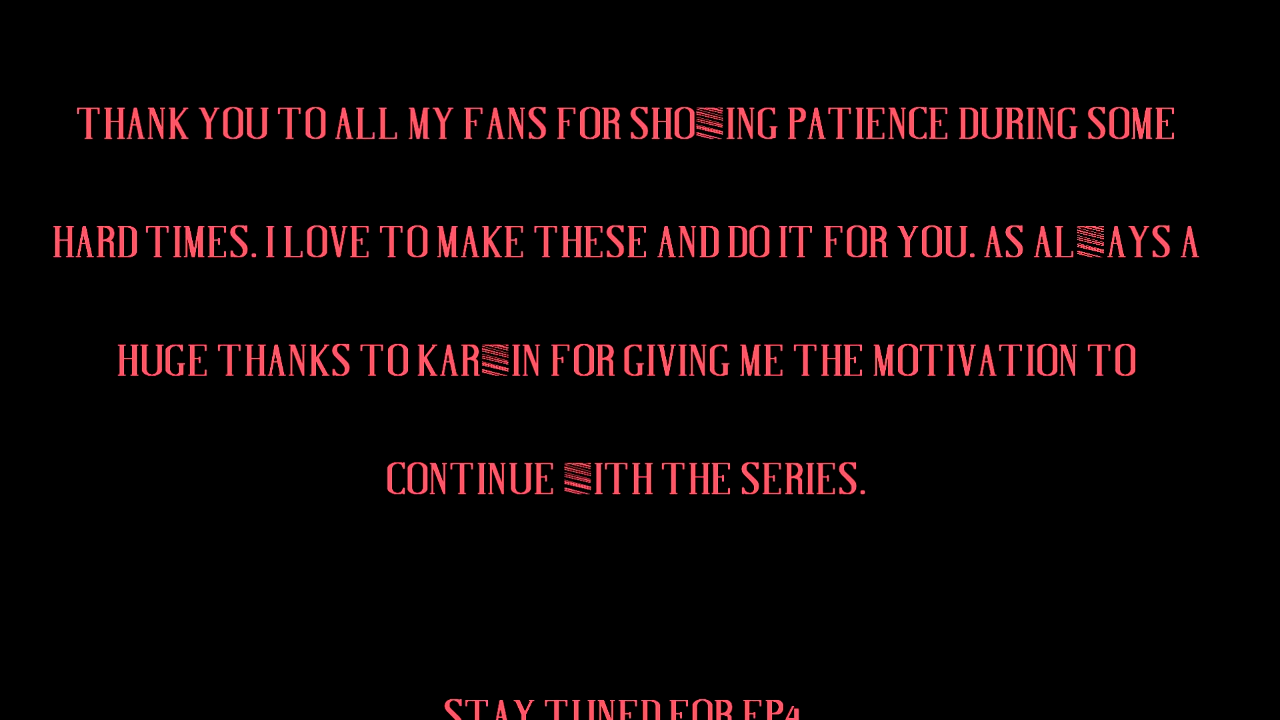 THANK YOU TO ALL MY FANS FOR SHOWING PATIENCE DURING SOME
HARD TIMES. I LOVE TO MAKE THESE AND DO IT FOR YOU. AS ALWAYS A
HUGE THANKS TO KARWIN FOR GIVING ME THE MOTIVATION TO
CONTINUE WITH THE SERIES.
STAY TUNED FOR EP4